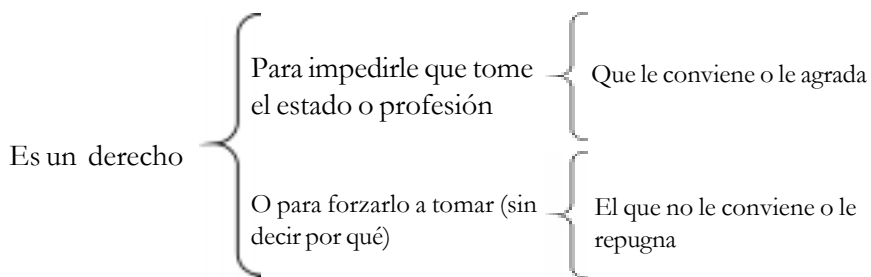 Es un derecho
Para impedirle que tome
el estado o profesión
Que le conviene o le agrada
O para forzarlo a tomar (sin
decir por qué)
El que no le conviene o le
repugna